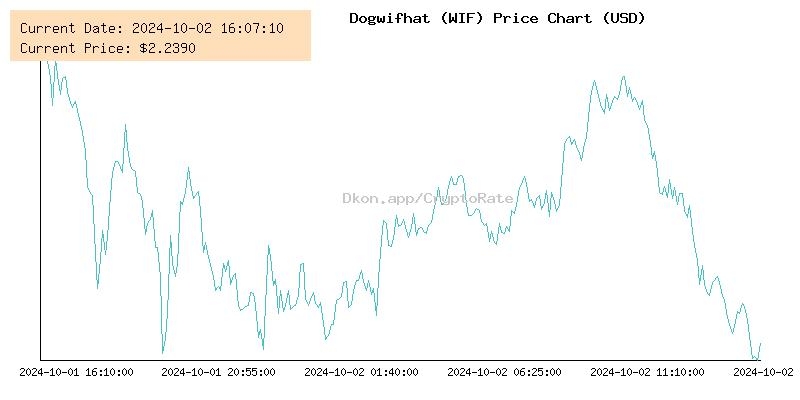 Dogwifhat (WIF) Price Chart (USD)
Current Date: 2024-10-02 16:07:10
Current Price: $2.2390
Dkon.app/CryptoRate
2024-10-01 16:10:00 2024-10-01 20:55:00 2024-10-02 01:40:00 2024-10-02 06:25:00 2024-10-02 11:10:00 2024-10-02